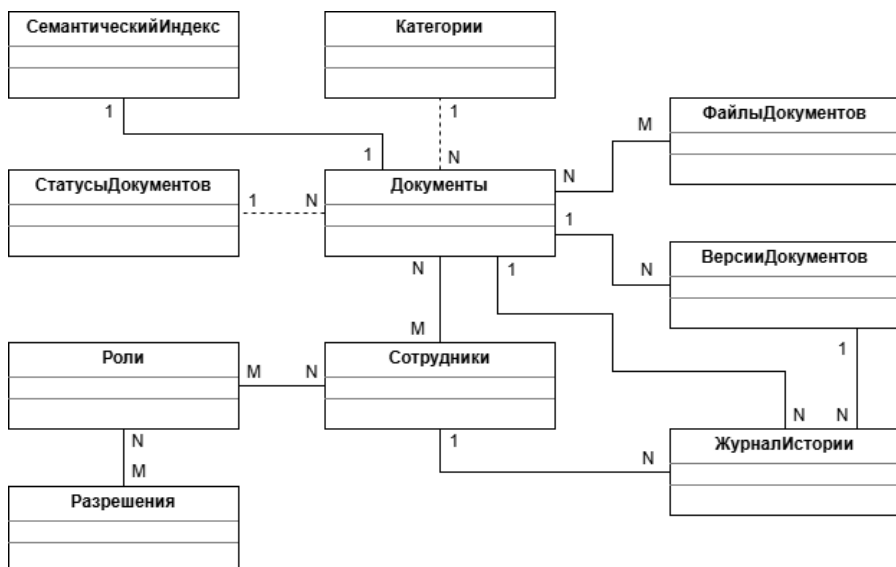 СемантическийИндекс
Категории
1
1
ФайлыДокументов
M
1
N
N
СтатусыДокументов
Документы
1
N
1
ВерсииДокументов
N
N
1
M
1
Роли
Сотрудники
M
N
N
N
N
1
ЖурналИстории
N
M
Разрешения